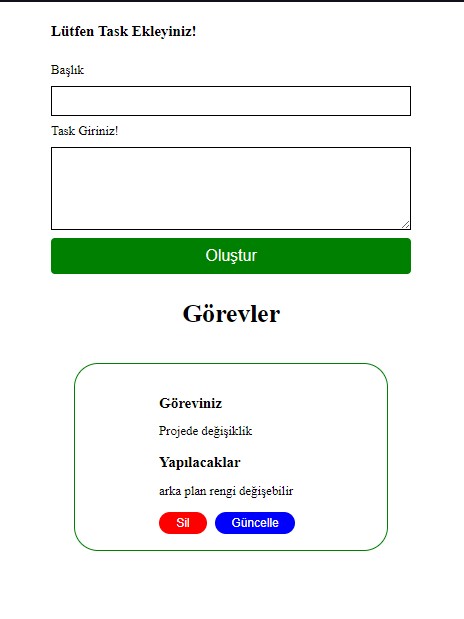 Lütfen Task Ekleyiniz!
Başlık
Task Giriniz!
Oluştur
Görevler
Göreviniz
Projede değişiklik
Yapılacaklar
arka plan rengi değişebilir
Sil Güncelle